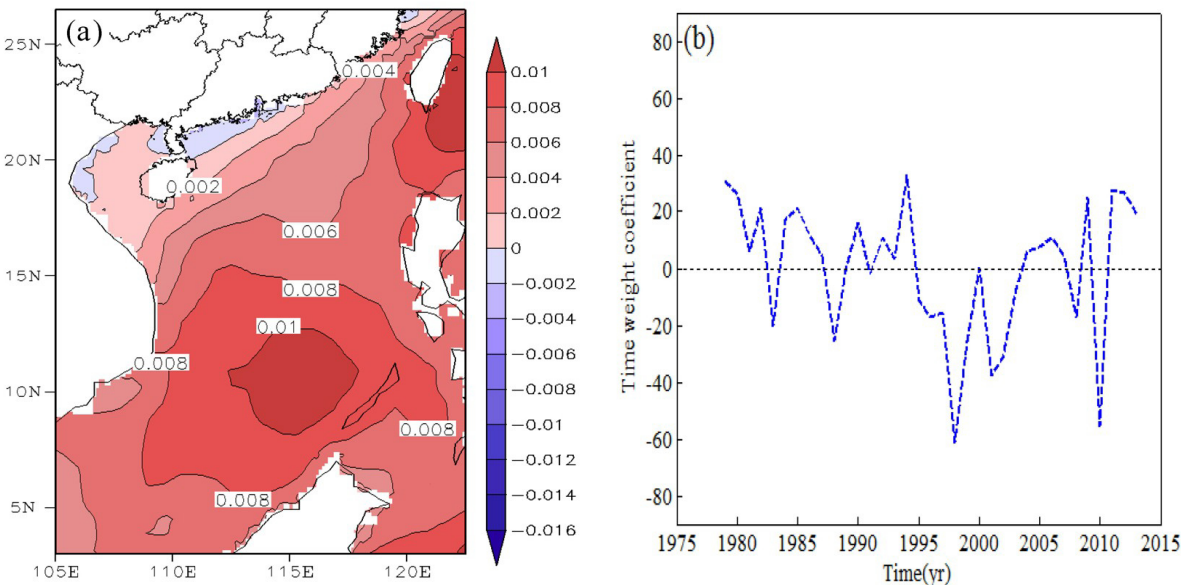 (a)
25N
20N
15N
10N
5N
105E 110E 115E 120E
0.004
0.002
0.006
0.008
0.01
0.008
0.008
0.008
0.01
0.008
0.006
0.004
0.002
0
−0.002
−0.004
−0.006
−0.008
−0.01
−0.012
−0.014
−0.016
(b)
Time weight coefficient
80
60
40
20
0
-20
-40
-60
-80
1975 1980 1985 1990 1995 2000 2005 2010 2015
Time(yr)